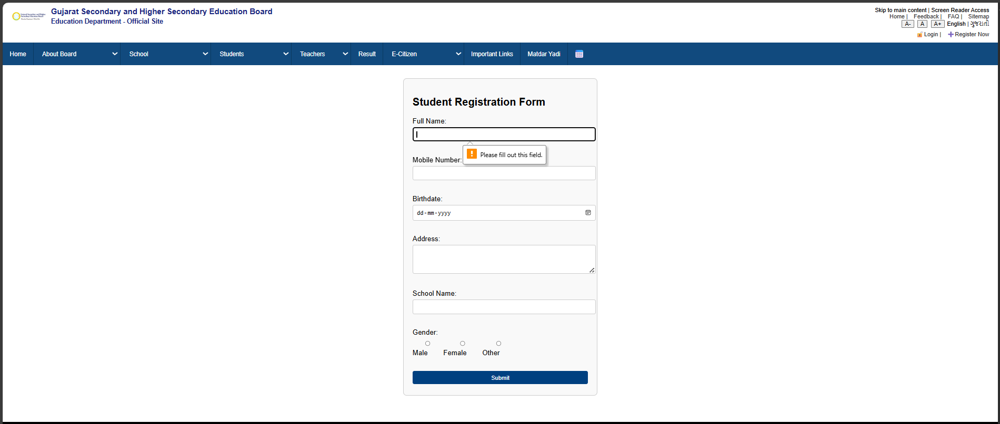 Gujarat Secondary and Higher Secondary Education Board
Education Department - Official Site
Skip to main content | Screen Reader Access
Home | Feedback | FAQ | Sitemap
A- A A+ English | ગુજરાતી
Login | Register Now
Home About Board School Students Teachers Result E-Citizen Important Links Matdar Yadi
Student Registration Form
Full Name:
Please fill out this field.
Mobile Number:
Birthdate:
dd-mm-yyyy
Address:
School Name:
Gender:
Male Female Other
Submit